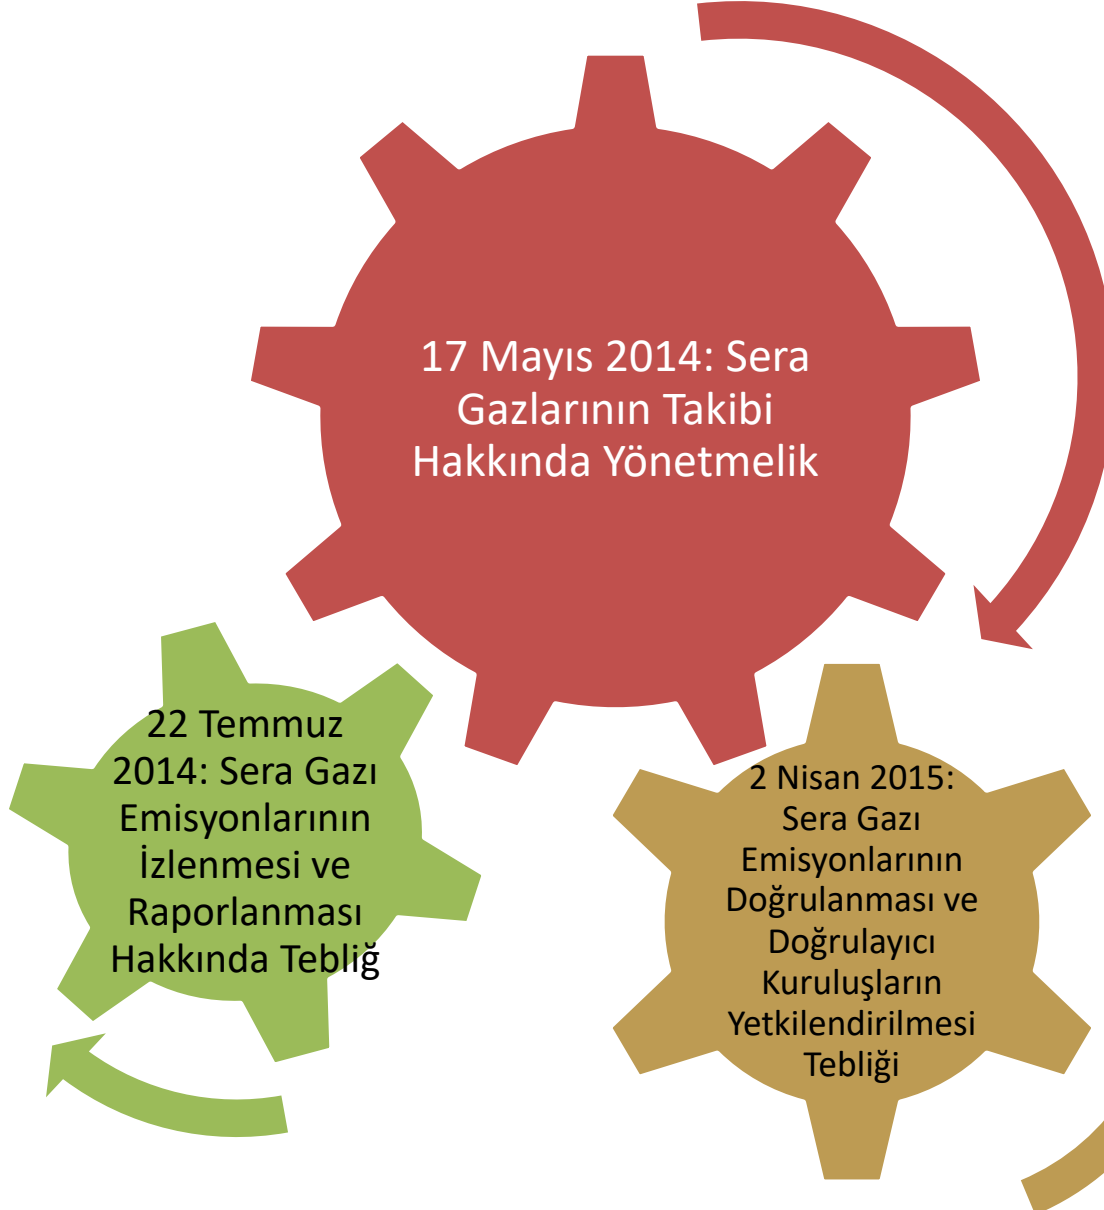 17 Mayıs 2014: Sera
Gazlarının Takibi
Hakkında Yönetmelik
22 Temmuz
2014: Sera Gazı
Emisyonlarının
İzlenmesi ve
Raporlanması
Hakkında Tebliğ
2 Nisan 2015:
Sera Gazı
Emisyonlarının
Doğrulanması ve
Doğrulayıcı
Kuruluşların
Yetkilendirilmesi
Tebliği